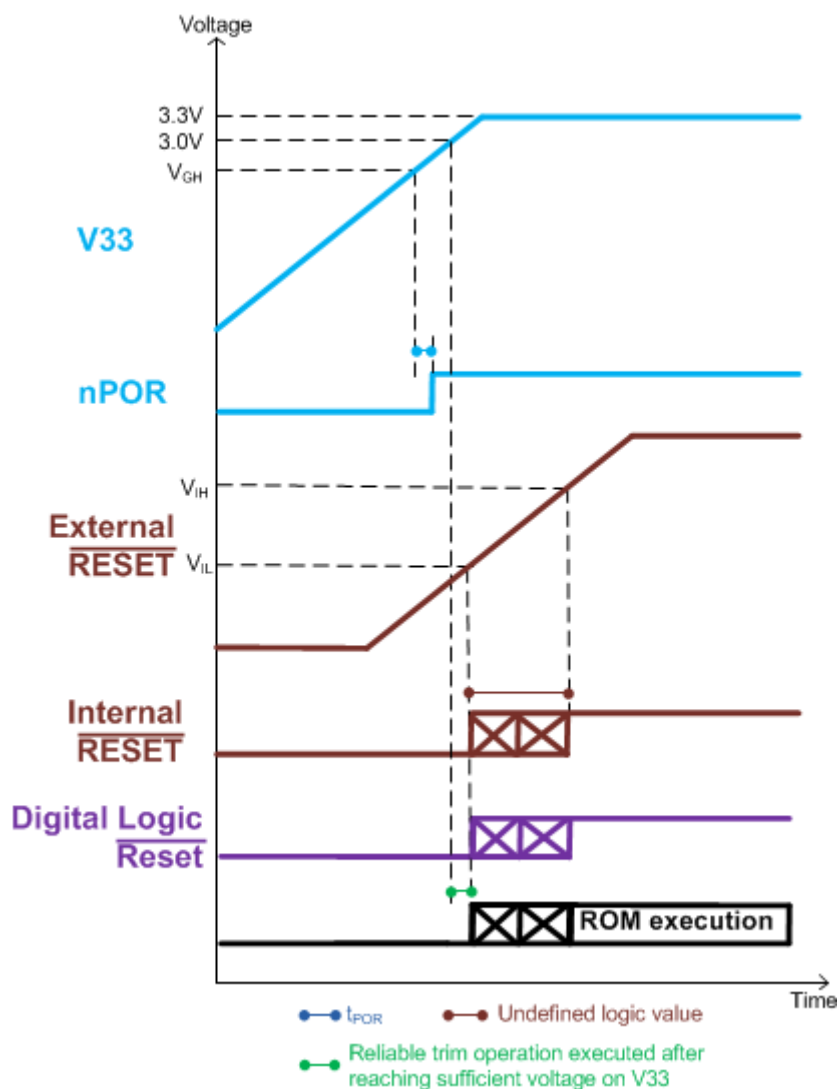 Voltage
3.3V
3.0V
VGH
V33
nPOR
VIH
External
RESET
VIL
Internal
RESET
Digital Logic
Reset
ROM execution
Time
tPOR
Undefined logic value
Reliable trim operation executed after
reaching sufficient voltage on V33